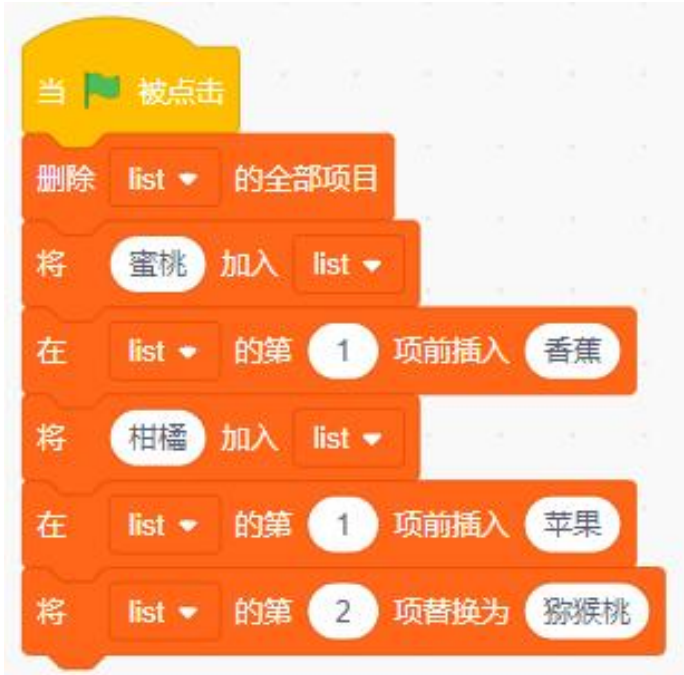 当 被点击
删除 list 的全部项目
将 蜜桃 加入 list
在 list 的第 1 项前插入 香蕉
将 柑橘 加入 list
在 list 的第 1 项前插入 苹果
将 list 的第 2 项替换为 猕猴桃